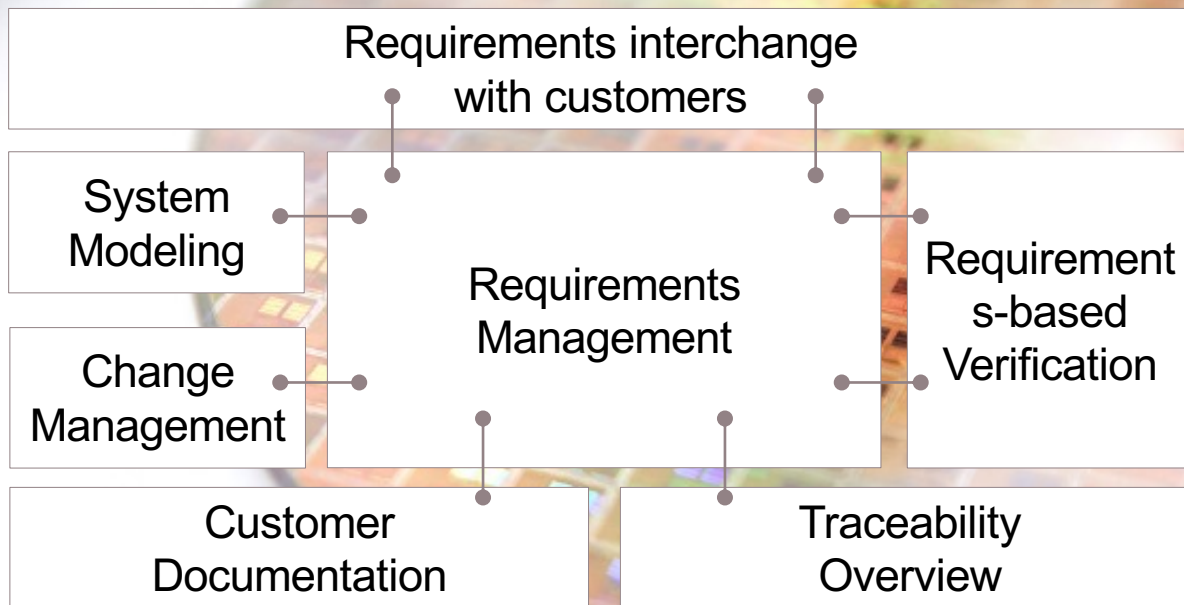 Requirements interchange
with customers
System
Modeling
Requirements
Management
Requirement
s-based
Verification
Change
Management
Customer
Documentation
Traceability
Overview